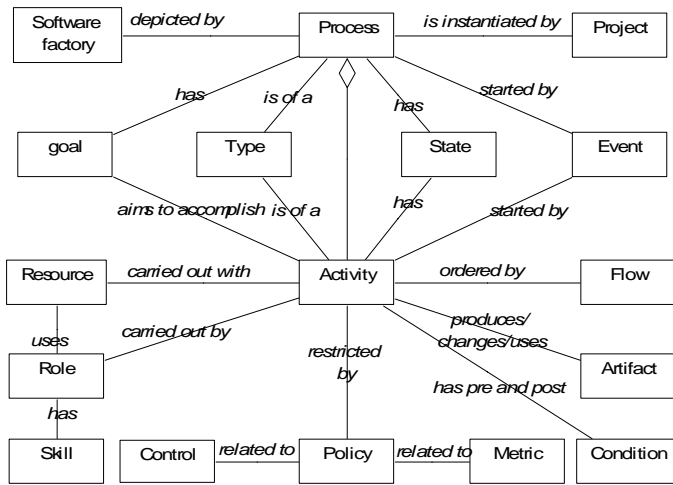 Software
factory
depicted by
Process
is instantiated by
Project
has
is of a
has
started by
goal
Type
State
Event
aims to accomplish
is of a
has
started by
Resource
carried out with
Activity
ordered by
Flow
uses
carried out by
restricted
by
produces/
changes/uses
Role
Artifact
has
has pre and post
Skill
Control
related to
Policy
related to
Metric
Condition